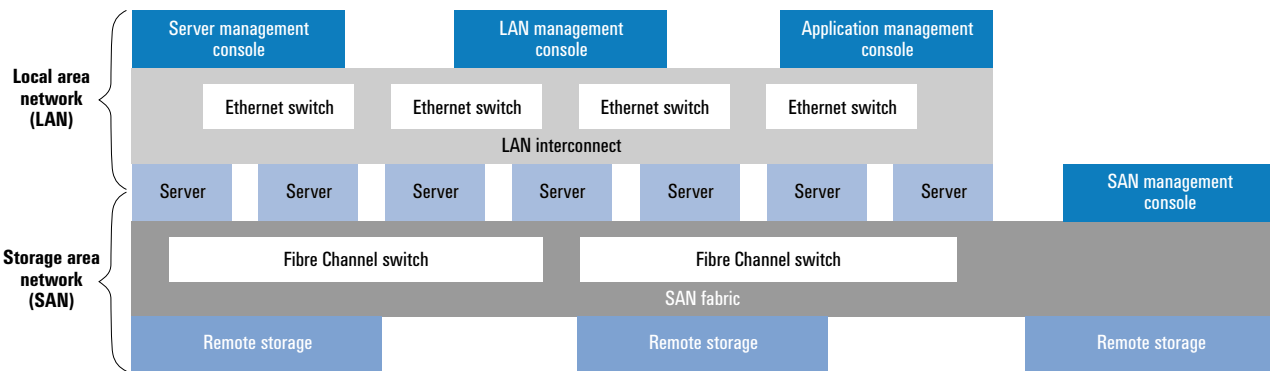 Server management
console
LAN management
console
Application management
console
Local area
network
(LAN)
Ethernet switch
Ethernet switch
Ethernet switch
Ethernet switch
LAN interconnect
Server
Server
Server
Server
Server
Server
Server
SAN management
console
Storage area
network
(SAN)
Fibre Channel switch
Fibre Channel switch
SAN fabric
Remote storage
Remote storage
Remote storage